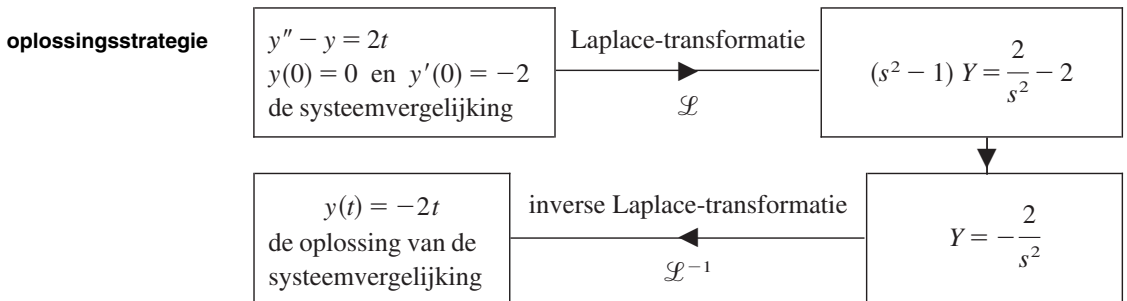 oplossingsstrategie
y″ − y = 2t
y(0) = 0 en y′(0) = −2
de systeemvergelijking
Laplace-transformatie
ℒ
(s² − 1) Y = 2/s² − 2
y(t) = −2t
de oplossing van de
systeemvergelijking
inverse Laplace-transformatie
ℒ⁻¹
Y = −2/s²